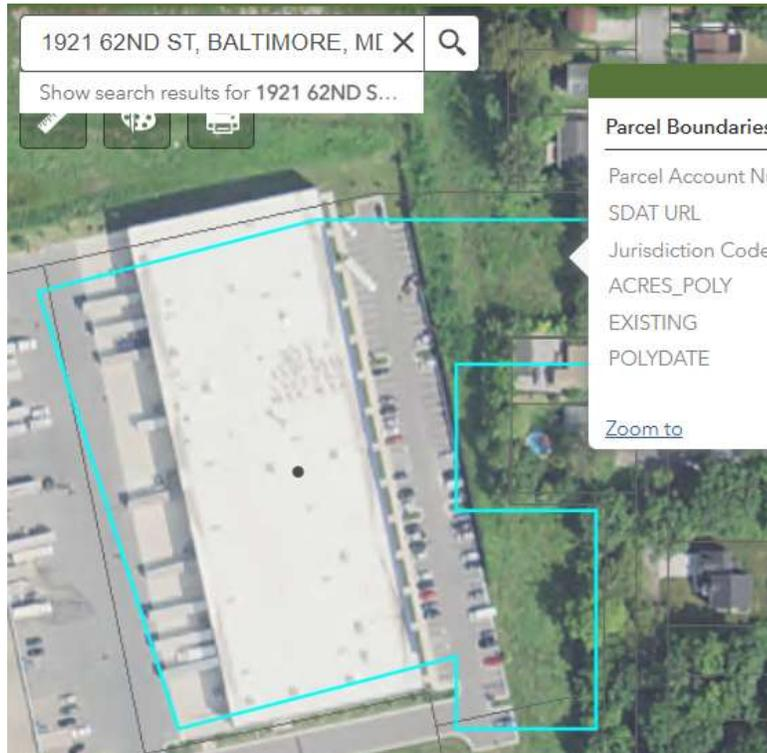 1921 62ND ST, BALTIMORE, MD
Show search results for 1921 62ND S...
Parcel Boundaries
Parcel Account N
SDAT URL
Jurisdiction Code
ACRES_POLY
EXISTING
POLYDATE
Zoom to